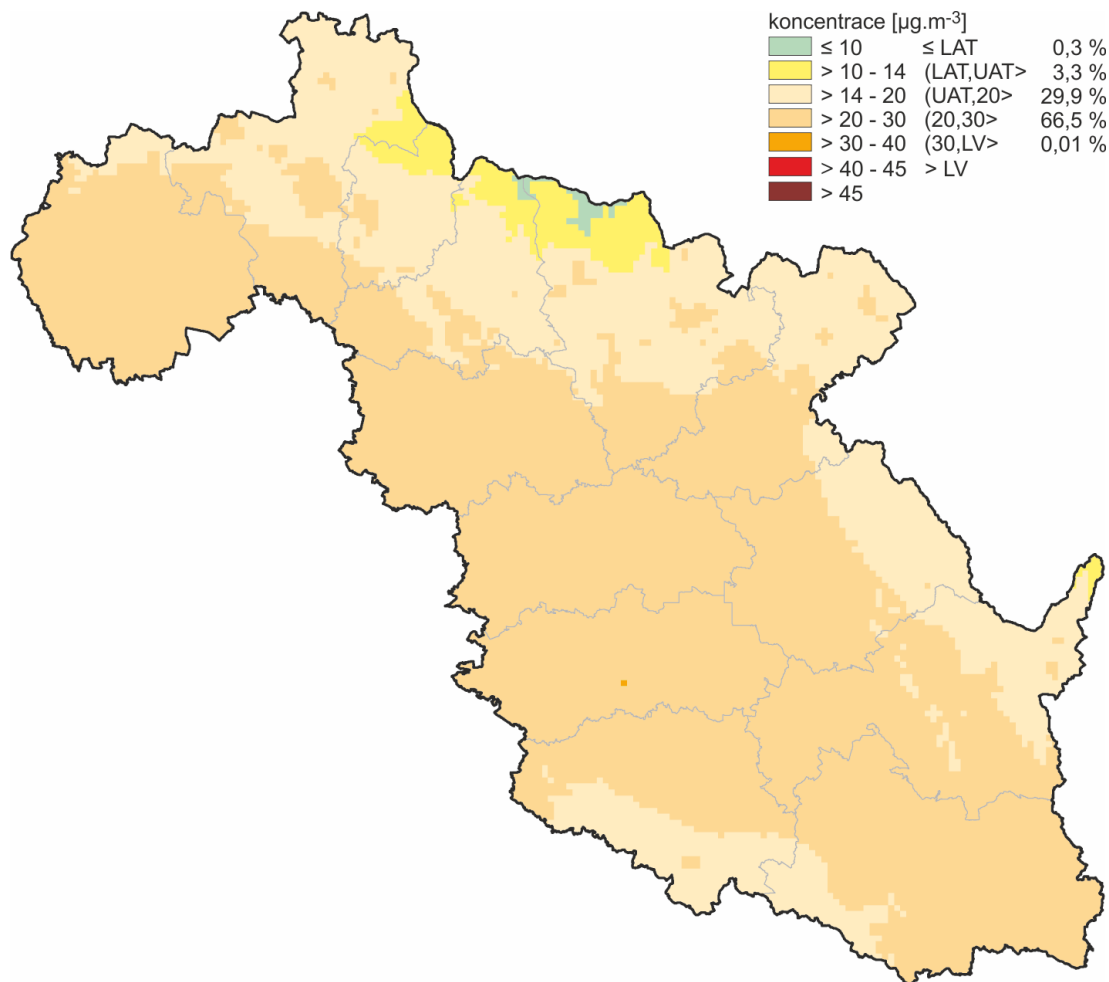 koncentrace [µg.m-3]
≤ 10 ≤ LAT 0,3 %
> 10 - 14 (LAT,UAT> 3,3 %
> 14 - 20 (UAT,20> 29,9 %
> 20 - 30 (20,30> 66,5 %
> 30 - 40 (30,LV> 0,01 %
> 40 - 45 > LV
> 45